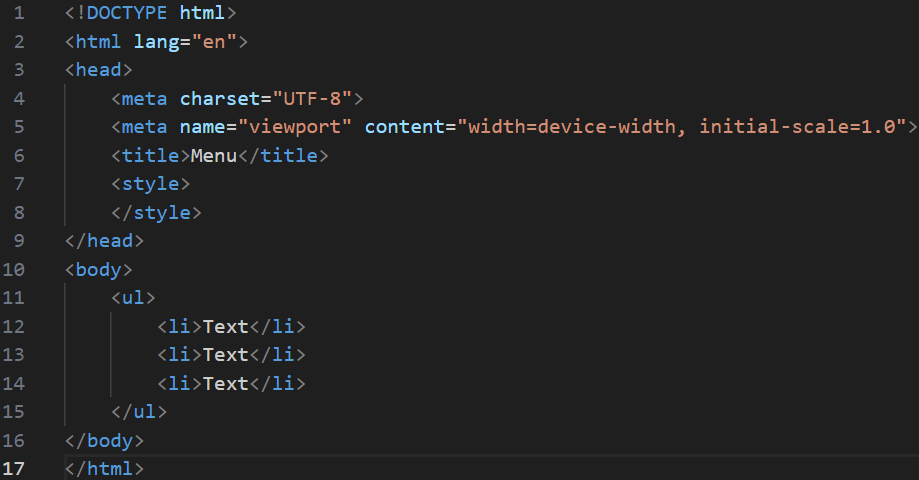 1 <!DOCTYPE html>
2 <html lang="en">
3 <head>
4     <meta charset="UTF-8">
5     <meta name="viewport" content="width=device-width, initial-scale=1.0">
6     <title>Menu</title>
7     <style>
8     </style>
9 </head>
10 <body>
11     <ul>
12         <li>Text</li>
13         <li>Text</li>
14         <li>Text</li>
15     </ul>
16 </body>
17 </html>